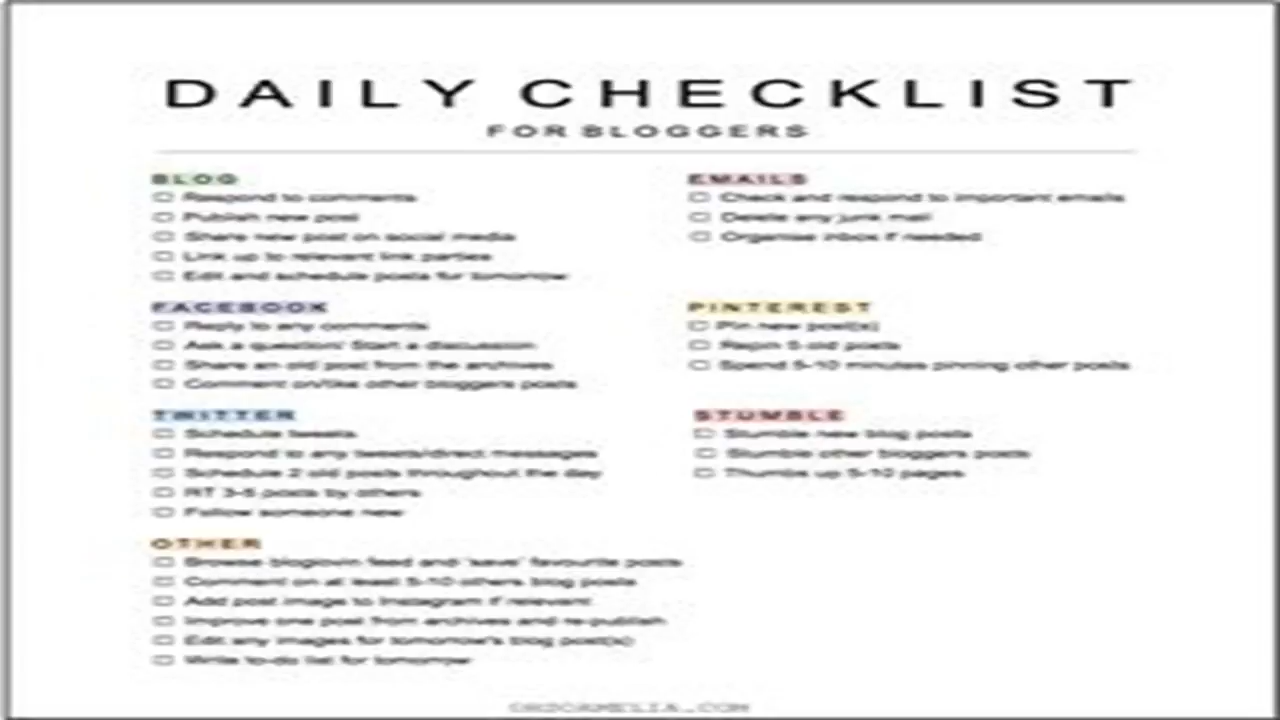 DAILY CHECKLIST
FOR BLOGGERS
BLOG
Respond to comments
Publish new post
Share new post on social media
Link up to relevant link parties
Edit and schedule posts for tomorrow
EMAILS
Check and respond to important emails
Delete any junk mail
Organise inbox if needed
FACEBOOK
Reply to any comments
Ask a question! Start a discussion
Share an old post from the archives
Comment on/like other bloggers posts
PINTEREST
Pin new post(s)
Repin 5 old posts
Spend 5-10 minutes pinning other posts
TWITTER
Schedule tweets
Respond to any tweets/direct messages
Schedule 2 old posts throughout the day
RT 3-5 posts by others
Follow someone new
STUMBLE
Stumble new blog posts
Stumble other bloggers posts
Thumbs up 5-10 pages
OTHER
Browse bloglovin feed and 'save' favourite posts
Comment on at least 5-10 others blog posts
Add post image to Instagram if relevant
Improve one post from archives and re-publish
Edit any images for tomorrow's blog post(s)
Write to-do list for tomorrow